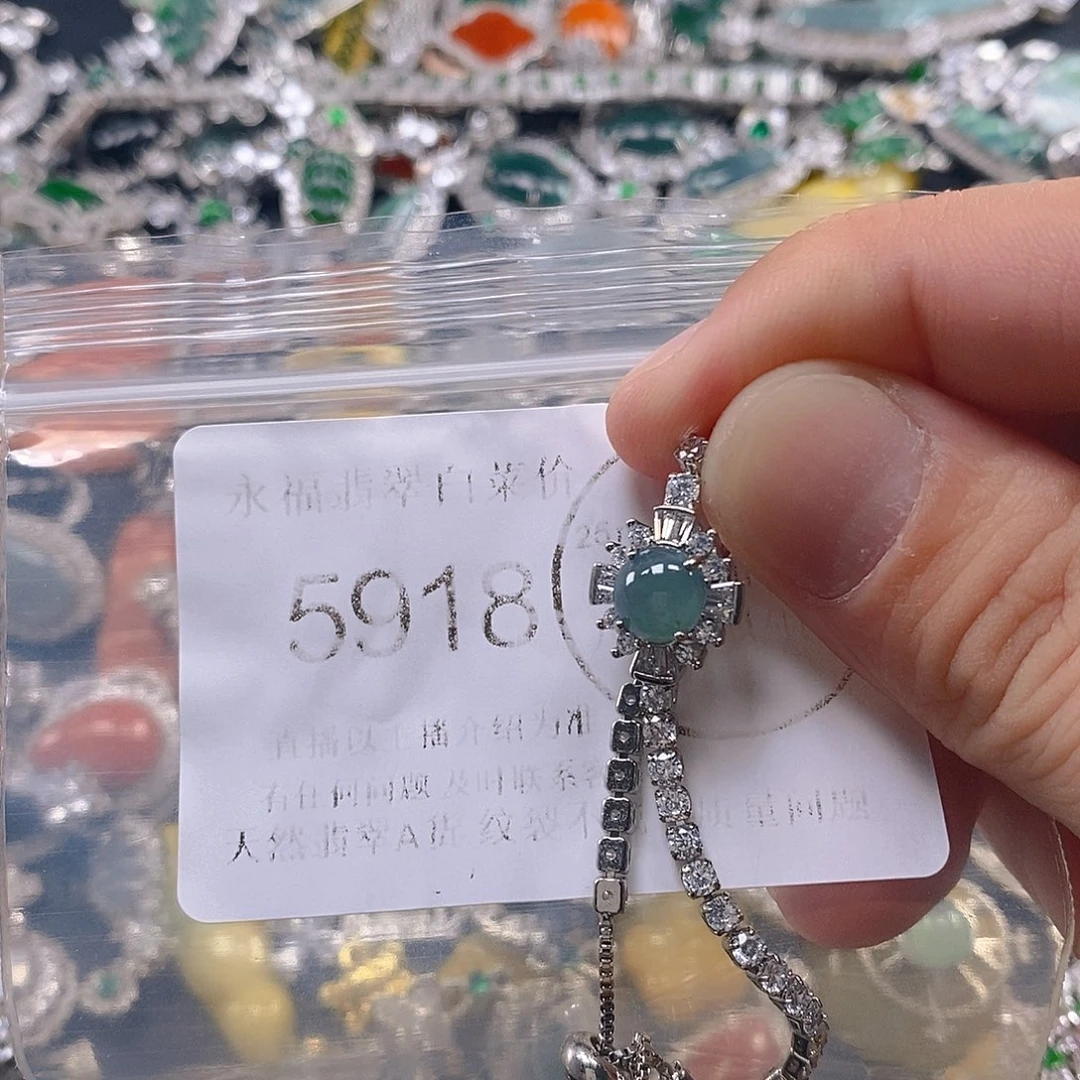 永福翡翠白菜价
5918
直播以主播介绍为准
有任何问题 及时联系
天然翡翠A货 纹裂不 质量问题